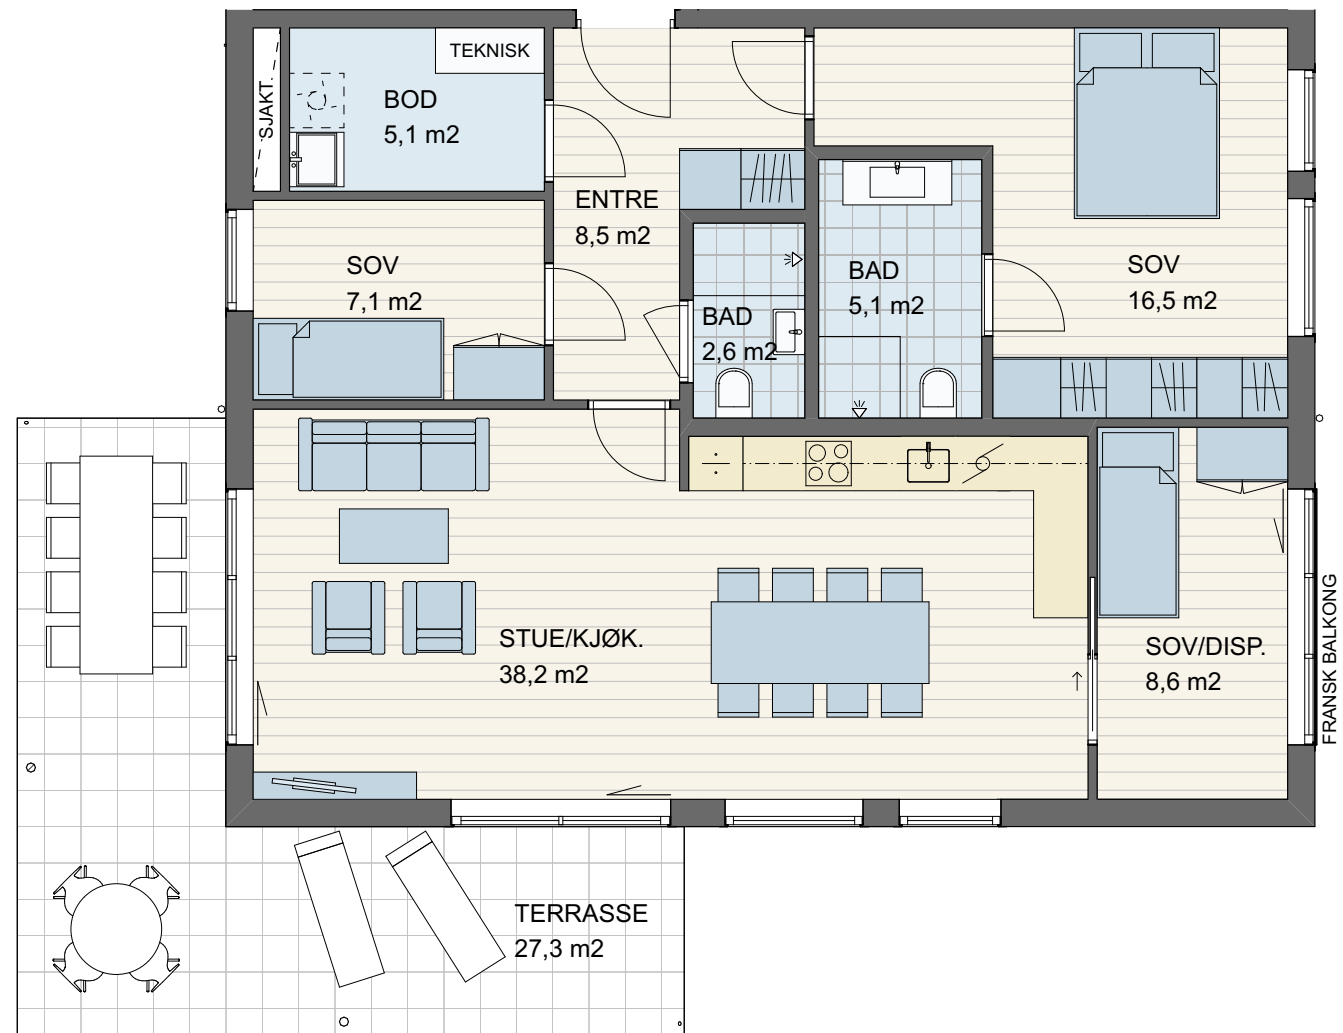 TEKNISK
SJAKT.
BOD
5,1 m2
ENTRE
8,5 m2
SOV
7,1 m2
BAD
2,6 m2
BAD
5,1 m2
SOV
16,5 m2
STUE/KJØK.
38,2 m2
SOV/DISP.
8,6 m2
FRANSK BALKONG
TERRASSE
27,3 m2